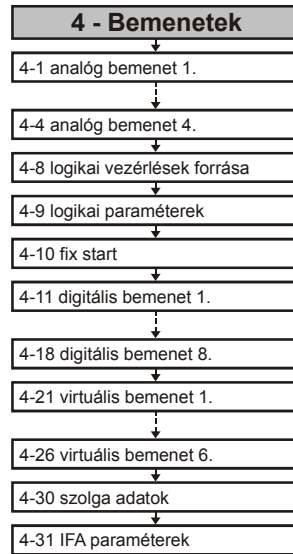 4 - Bemenetek
4-1 analóg bemenet 1.
4-4 analóg bemenet 4.
4-8 logikai vezérlések forrása
4-9 logikai paraméterek
4-10 fix start
4-11 digitális bemenet 1.
4-18 digitális bemenet 8.
4-21 virtuális bemenet 1.
4-26 virtuális bemenet 6.
4-30 szolga adatok
4-31 IFA paraméterek